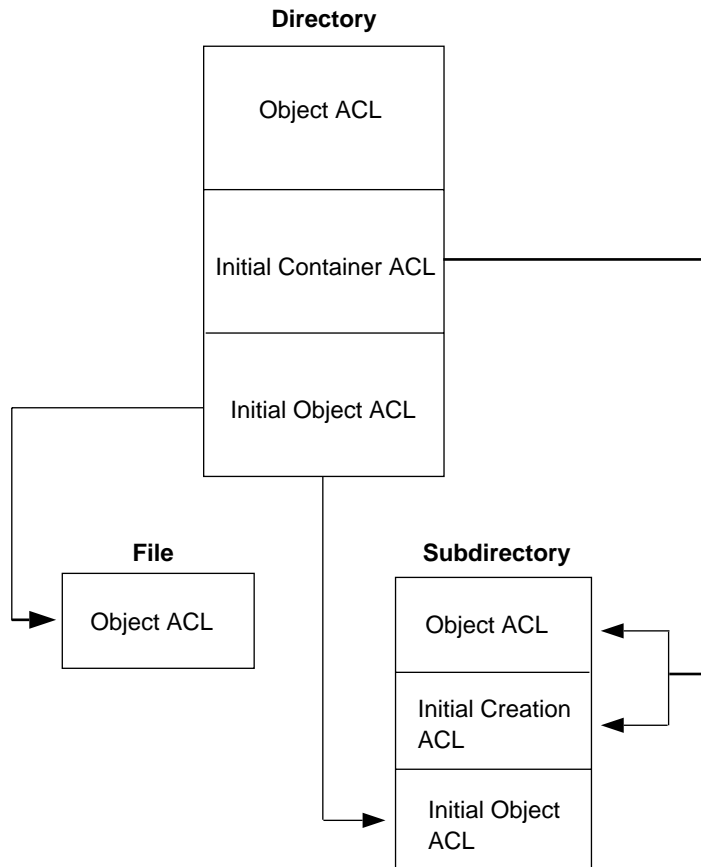 Directory
Object ACL
Initial Container ACL
Initial Object ACL
File
Object ACL
Subdirectory
Object ACL
Initial Creation
ACL
Initial Object
ACL